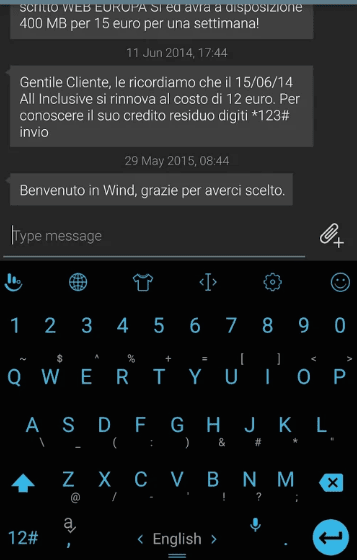 scritto WEB EUROPA SI ed avrà a disposizione
400 MB per 15 euro per una settimana!
11 Jun 2014, 17:44
Gentile Cliente, le ricordiamo che il 15/06/14
All Inclusive si rinnova al costo di 12 euro. Per
conoscere il suo credito residuo digiti *123#
invio
29 May 2015, 08:44
Benvenuto in Wind, grazie per averci scelto.
Type message
1 2 3 4 5 6 7 8 9 0
~ $ ^ % + = [ ] < >
Q W E R T Y U I O P
A S D F G H J K L
\ _ ( : ) & # * "
Z X C V B N M
@ / - ' ! ? ;
12# a , < English > .